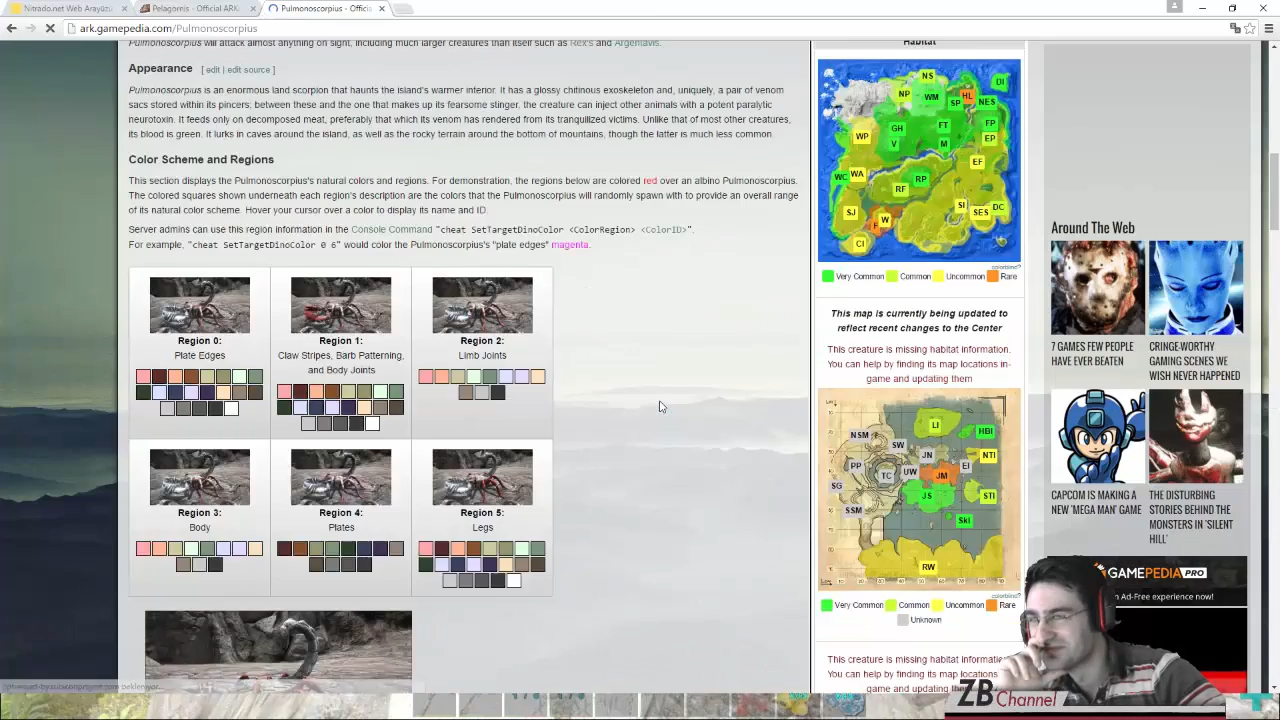 Nitrado.net Web Arayüzü
Pelagornis - Official ARK
Pulmonoscorpius - Officia
ark.gamepedia.com/Pulmonoscorpius
Pulmonoscorpius will attack almost anything on sight, including much larger creatures than itself such as Rex's and Argentavis.
Appearance [ edit | edit source ]
Pulmonoscorpius is an enormous land scorpion that haunts the island's warmer interior. It has a glossy chitinous exoskeleton and, uniquely, a pair of venom
sacs stored within its pincers; between these and the one that makes up its fearsome stinger, the creature can inject other animals with a potent paralytic
neurotoxin. It feeds only on decomposed meat, preferably that which its venom has rendered from its tranquilized victims. Unlike that of most other creatures,
its blood is green. It lurks in caves around the island, as well as the rocky terrain around the bottom of mountains, though the latter is much less common.
Color Scheme and Regions
This section displays the Pulmonoscorpius's natural colors and regions. For demonstration, the regions below are colored red over an albino Pulmonoscorpius.
The colored squares shown underneath each region's description are the colors that the Pulmonoscorpius will randomly spawn with to provide an overall range
of its natural color scheme. Hover your cursor over a color to display its name and ID.
Server admins can use this region information in the Console Command "cheat SetTargetDinoColor <ColorRegion> <ColorID>".
For example, "cheat SetTargetDinoColor 0 6" would color the Pulmonoscorpius's "plate edges" magenta.
Region 0:
Plate Edges
Region 1:
Claw Stripes, Barb Patterning,
and Body Joints
Region 2:
Limb Joints
Region 3:
Body
Region 4:
Plates
Region 5:
Legs
Habitat
NS
DI
NP
WM
SP
HL
NES
GH
FT
FP
WP
V
M
EP
EF
WC
WA
RP
RF
SJ
SI
SES
DC
F
W
CI
colorblind?
Very Common
Common
Uncommon
Rare
This map is currently being updated to
reflect recent changes to the Center
This creature is missing habitat information.
You can help by finding its map locations in-
game and updating them
LI
NSM
HBI
SW
JN
NTI
PP
TC
UW
JM
EI
SG
JS
STI
SSM
SkI
RW
colorblind?
Very Common
Common
Uncommon
Rare
Unknown
This creature is missing habitat informatio
You can help by finding its map locations
game and updating them
Around The Web
7 GAMES FEW PEOPLE
HAVE EVER BEATEN
CRINGE-WORTHY
GAMING SCENES WE
WISH NEVER HAPPENED
CAPCOM IS MAKING A
NEW 'MEGA MAN' GAME
THE DISTURBING
STORIES BEHIND THE
MONSTERS IN 'SILENT
HILL'
GAMEPEDIA PRO
n Ad-Free experience now!
ZB Channel